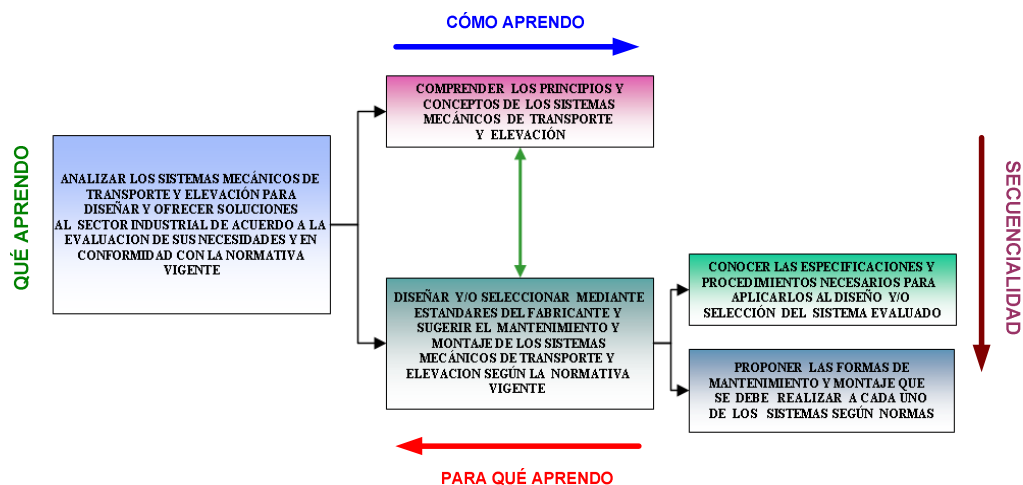 CÓMO APRENDO
QUÉ APRENDO
ANALIZAR LOS SISTEMAS MECÁNICOS DE
TRANSPORTE Y ELEVACIÓN PARA
DISEÑAR Y OFRECER SOLUCIONES
AL SECTOR INDUSTRIAL DE ACUERDO A LA
EVALUACION DE SUS NECESIDADES Y EN
CONFORMIDAD CON LA NORMATIVA
VIGENTE
COMPRENDER LOS PRINCIPIOS Y
CONCEPTOS DE LOS SISTEMAS
MECÁNICOS DE TRANSPORTE
Y ELEVACIÓN
DISEÑAR Y/O SELECCIONAR MEDIANTE
ESTANDARES DEL FABRICANTE Y
SUGERIR EL MANTENIMIENTO Y
MONTAJE DE LOS SISTEMAS
MECÁNICOS DE TRANSPORTE Y
ELEVACION SEGÚN LA NORMATIVA
VIGENTE
CONOCER LAS ESPECIFICACIONES Y
PROCEDIMIENTOS NECESARIOS PARA
APLICARLOS AL DISEÑO Y/O
SELECCIÓN DEL SISTEMA EVALUADO
PROPONER LAS FORMAS DE
MANTENIMIENTO Y MONTAJE QUE
SE DEBE REALIZAR A CADA UNO
DE LOS SISTEMAS SEGÚN NORMAS
SECUENCIALIDAD
PARA QUÉ APRENDO